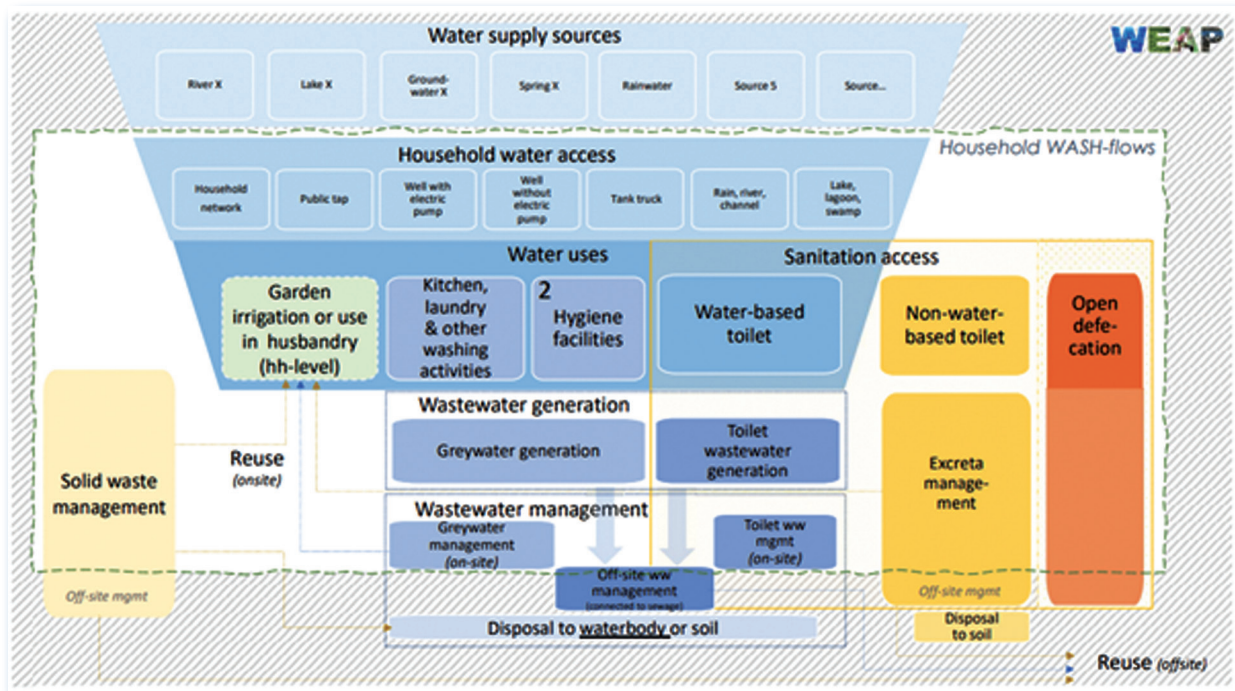 Water supply sources
WEAP
River X
Lake X
Ground-
water X
Spring X
Rainwater
Source 5
Source...
Household WASH-flows
Household water access
Household
network
Public tap
Well with
electric
pump
Well
without
electric
pump
Tank truck
Rain, river,
channel
Lake,
lagoon,
swamp
Water uses
Sanitation access
Garden
irrigation or use
in husbandry
(hh-level)
Kitchen,
laundry
& other
washing
activities
2
Hygiene
facilities
Water-based
toilet
Non-water-
based toilet
Open
defe-
cation
Wastewater generation
Greywater generation
Toilet
wastewater
generation
Reuse
(onsite)
Solid waste
management
Excreta
manage-
ment
Wastewater management
Greywater
management
(on-site)
Toilet ww
mgmt
(on-site)
Off-site ww
management
(connected to sewage)
Off-site mgmt
Off-site mgmt
Disposal to waterbody or soil
Disposal
to soil
Reuse (offsite)